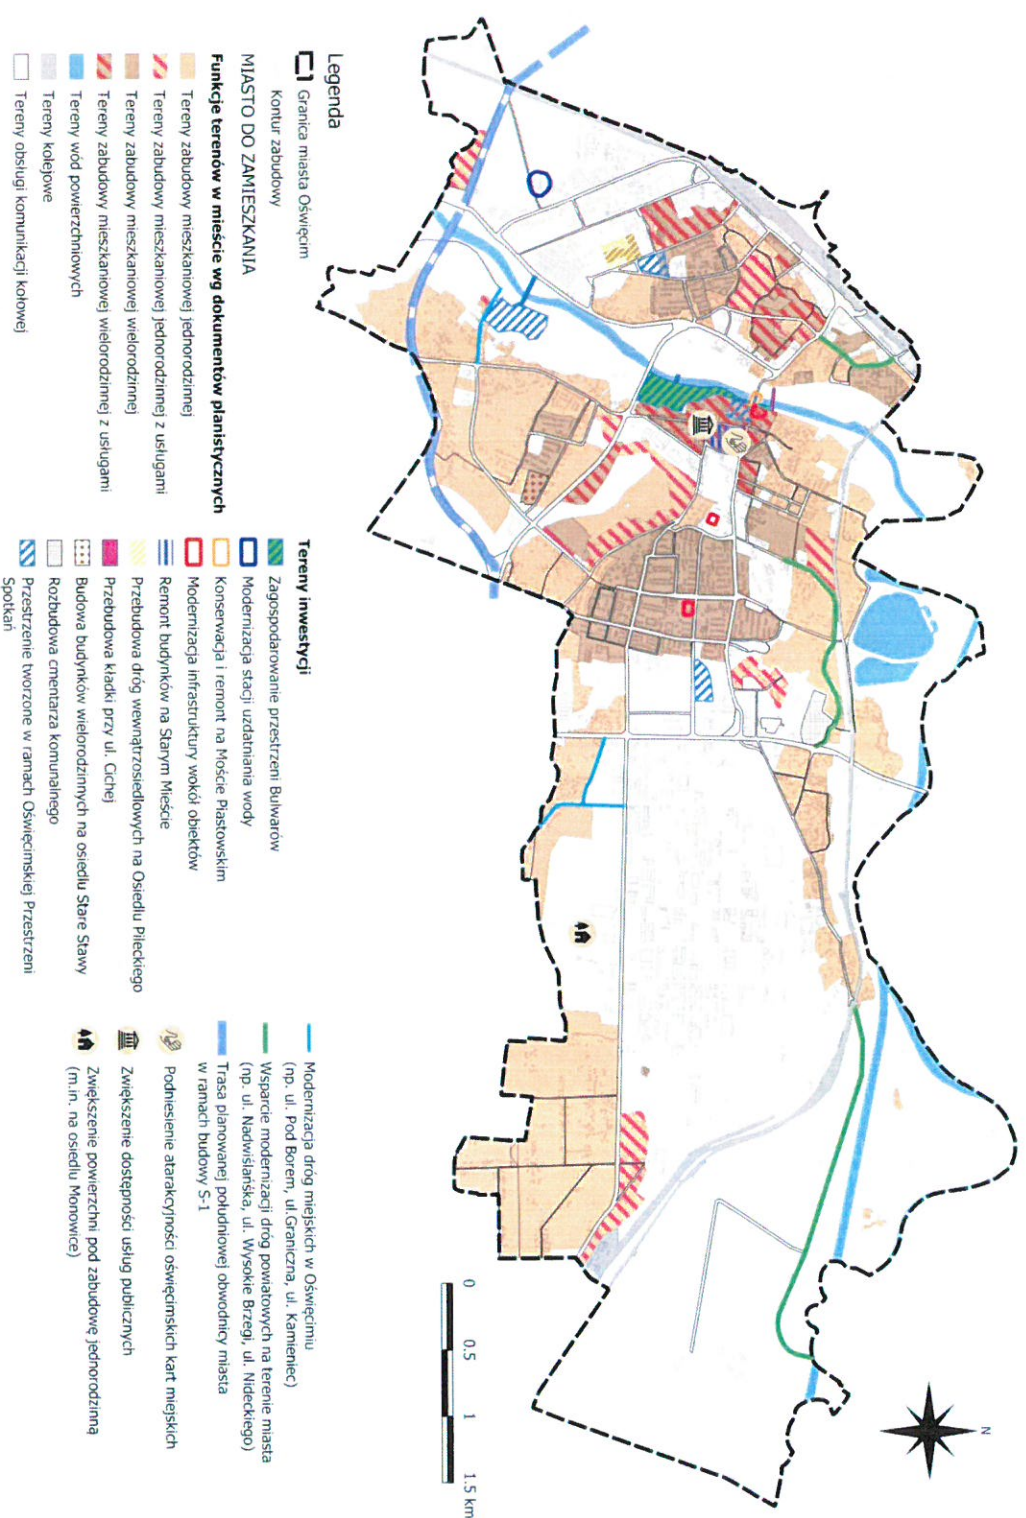 N
0 0.5 1 1.5 km
Legenda
Granica miasta Oświęcim
Kontur zabudowy
MIASTO DO ZAMIESZKANIA
Funkcje terenów w mieście wg dokumentów planistycznych
Tereny zabudowy mieszkaniowej jednorodzinnej
Tereny zabudowy mieszkaniowej jednorodzinnej z usługami
Tereny zabudowy mieszkaniowej wielorodzinnej
Tereny zabudowy mieszkaniowej wielorodzinnej z usługami
Tereny wód powierzchniowych
Tereny kolejowe
Tereny obsługi komunikacji kołowej
Tereny inwestycji
Zagospodarowanie przestrzeni Bulwarów
Modernizacja stacji uzdatniania wody
Konserwacja i remont na Moście Piastowskim
Modernizacja infrastruktury wokół obiektów
Remont budynków na Starym Mieście
Przebudowa dróg wewnątrzosiedlowych na Osiedlu Pileckiego
Przebudowa kładki przy ul. Cichej
Budowa budynków wielorodzinnych na osiedlu Stare Stawy
Rozbudowa cmentarza komunalnego
Przestrzenie tworzone w ramach Oświęcimskiej Przestrzeni
Spotkań
Modernizacja dróg miejskich w Oświęcimiu
(np. ul. Pod Borem, ul.Graniczna, ul. Kamieniec)
Wsparcie modernizacji dróg powiatowych na terenie miasta
(np. ul. Nadwiślańska, ul. Wysokie Brzegi, ul. Nideckiego)
Trasa planowanej południowej obwodnicy miasta
w ramach budowy S-1
Podniesienie atarakcyjności oświęcimskich kart miejskich
Zwiększenie dostępności usług publicznych
Zwiększenie powierzchni pod zabudowę jednorodzinną
(m.in. na osiedlu Monowice)